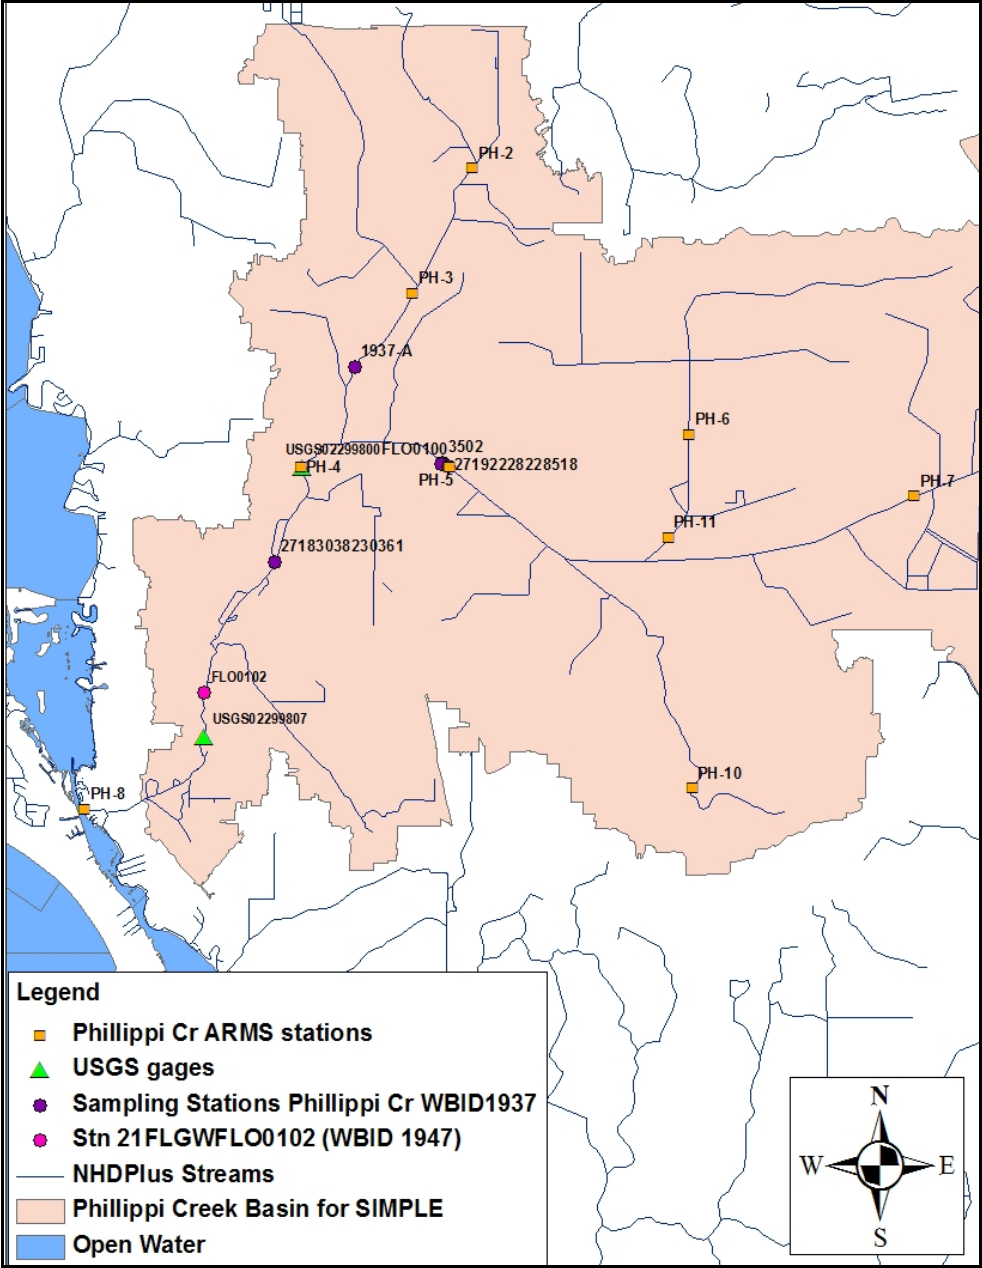 PH-2
PH-3
1937-A
PH-6
USGS02299800 FLO0100 3502
PH-4
27192228228518
PH-5
PH-7
PH-11
27183038230361
FLO0102
USGS02299807
PH-10
PH-8
Legend
Phillippi Cr ARMS stations
USGS gages
Sampling Stations Phillippi Cr WBID1937
Stn 21FLGWFLO0102 (WBID 1947)
NHDPlus Streams
Phillippi Creek Basin for SIMPLE
Open Water
N
W
E
S